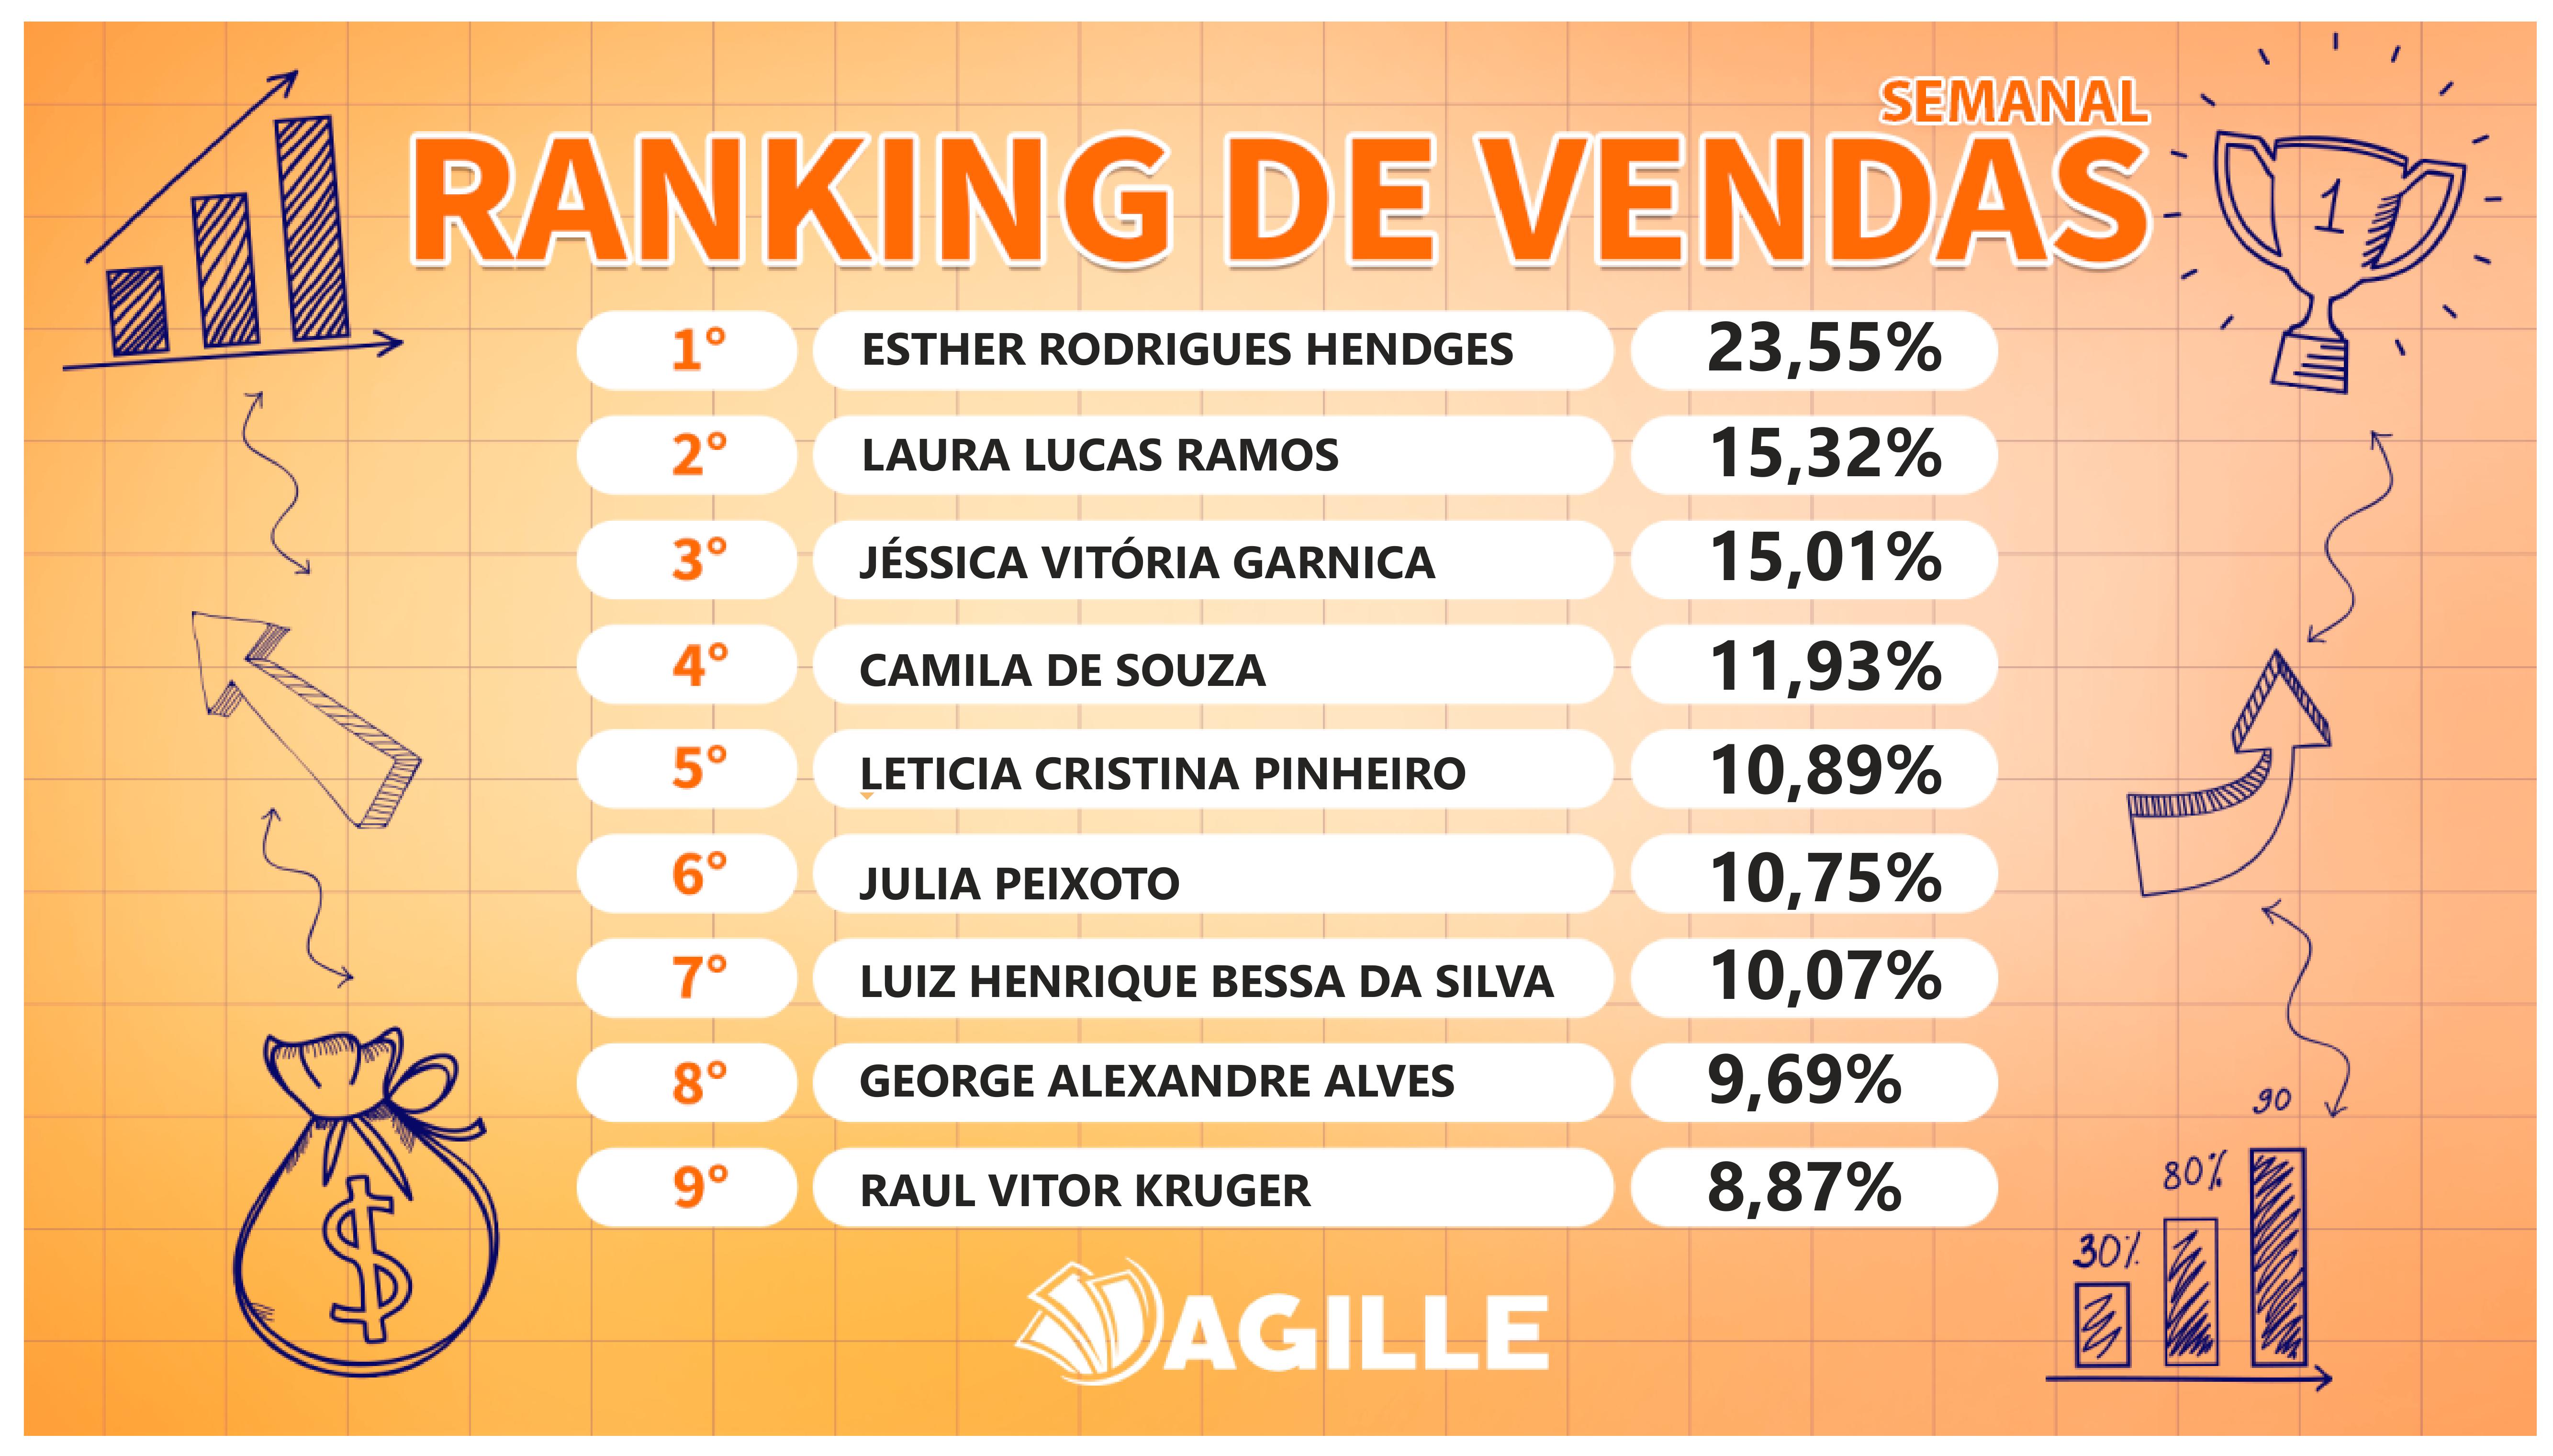 SEMANAL
RANKING DE VENDAS
1
1° ESTHER RODRIGUES HENDGES 23,55%
2° LAURA LUCAS RAMOS 15,32%
3° JÉSSICA VITÓRIA GARNICA 15,01%
4° CAMILA DE SOUZA 11,93%
5° LETICIA CRISTINA PINHEIRO 10,89%
6° JULIA PEIXOTO 10,75%
7° LUIZ HENRIQUE BESSA DA SILVA 10,07%
8° GEORGE ALEXANDRE ALVES 9,69%
9° RAUL VITOR KRUGER 8,87%
$
90
80%
30%
AGILLE